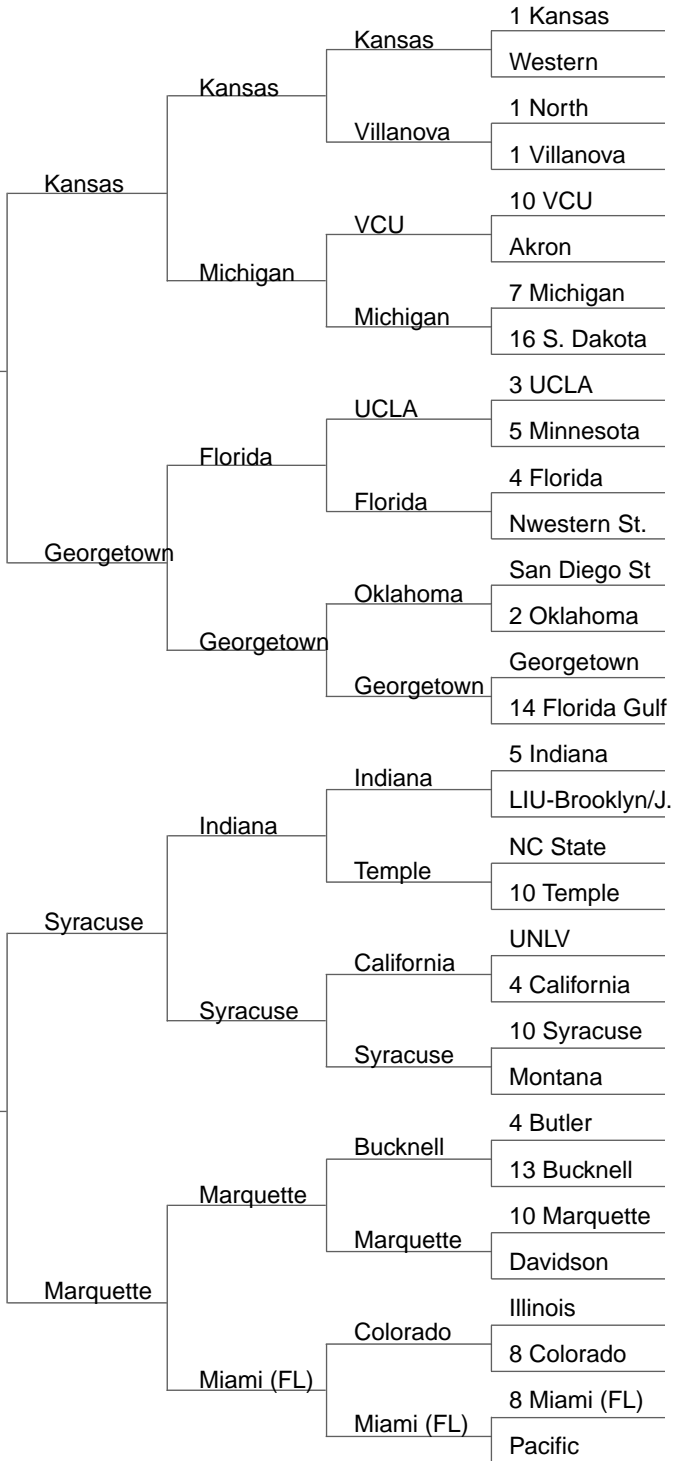 1 Kansas
Kansas
Western
Kansas
1 North
Villanova
1 Villanova
Kansas
10 VCU
VCU
Akron
Michigan
7 Michigan
Michigan
16 S. Dakota
3 UCLA
UCLA
5 Minnesota
Florida
4 Florida
Florida
Nwestern St.
Georgetown
San Diego St
Oklahoma
2 Oklahoma
Georgetown
Georgetown
Georgetown
14 Florida Gulf
5 Indiana
Indiana
LIU-Brooklyn/J.
Indiana
NC State
Temple
10 Temple
Syracuse
UNLV
California
4 California
Syracuse
10 Syracuse
Syracuse
Montana
4 Butler
Bucknell
13 Bucknell
Marquette
10 Marquette
Marquette
Davidson
Marquette
Illinois
Colorado
8 Colorado
Miami (FL)
8 Miami (FL)
Miami (FL)
Pacific